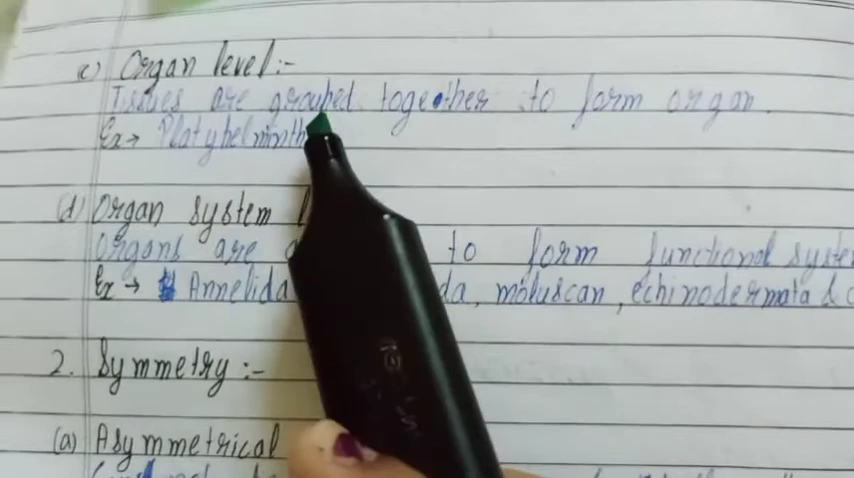 c) Organ level :-
Tissues are grouped together to form organ.
Ex → Platyhelminth
(d) Organ system
Organs are to form functional syste
Ex → Annelida da, moluscan, echinodermata &
2. Symmetry :-
(a) Asymmetrical